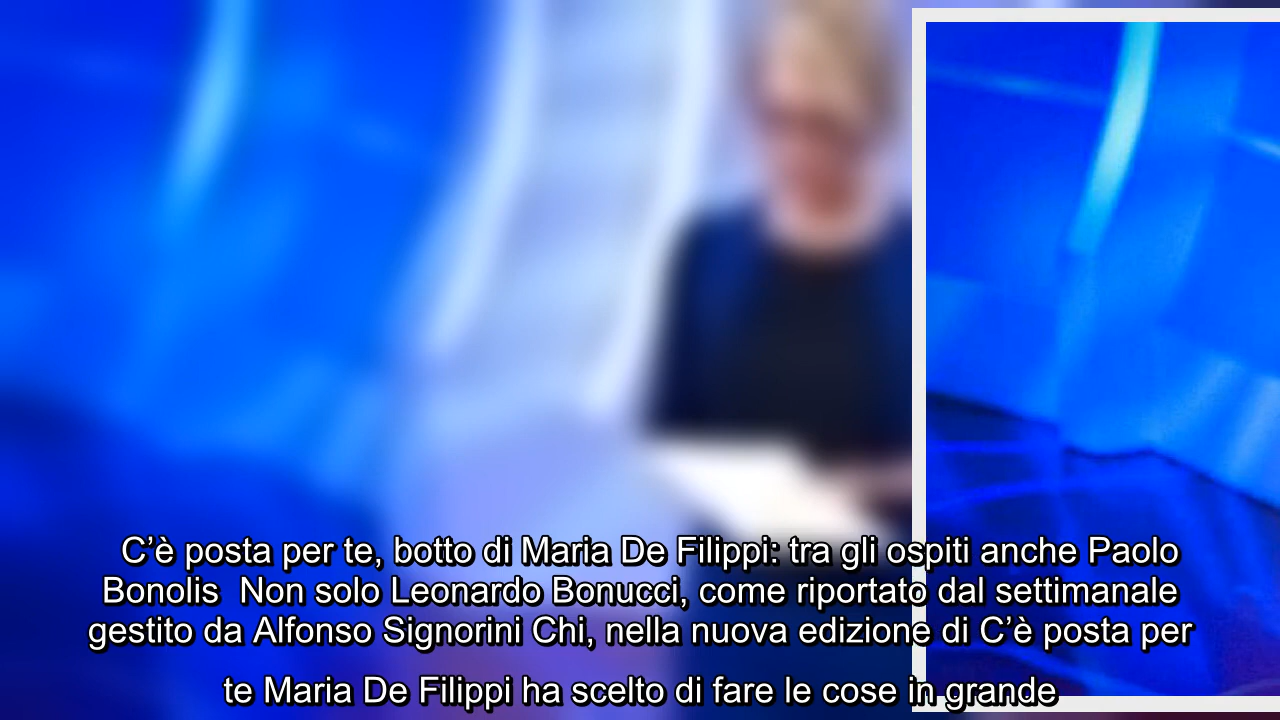 C’è posta per te, botto di Maria De Filippi: tra gli ospiti anche Paolo
Bonolis  Non solo Leonardo Bonucci, come riportato dal settimanale
gestito da Alfonso Signorini Chi, nella nuova edizione di C’è posta per
te Maria De Filippi ha scelto di fare le cose in grande